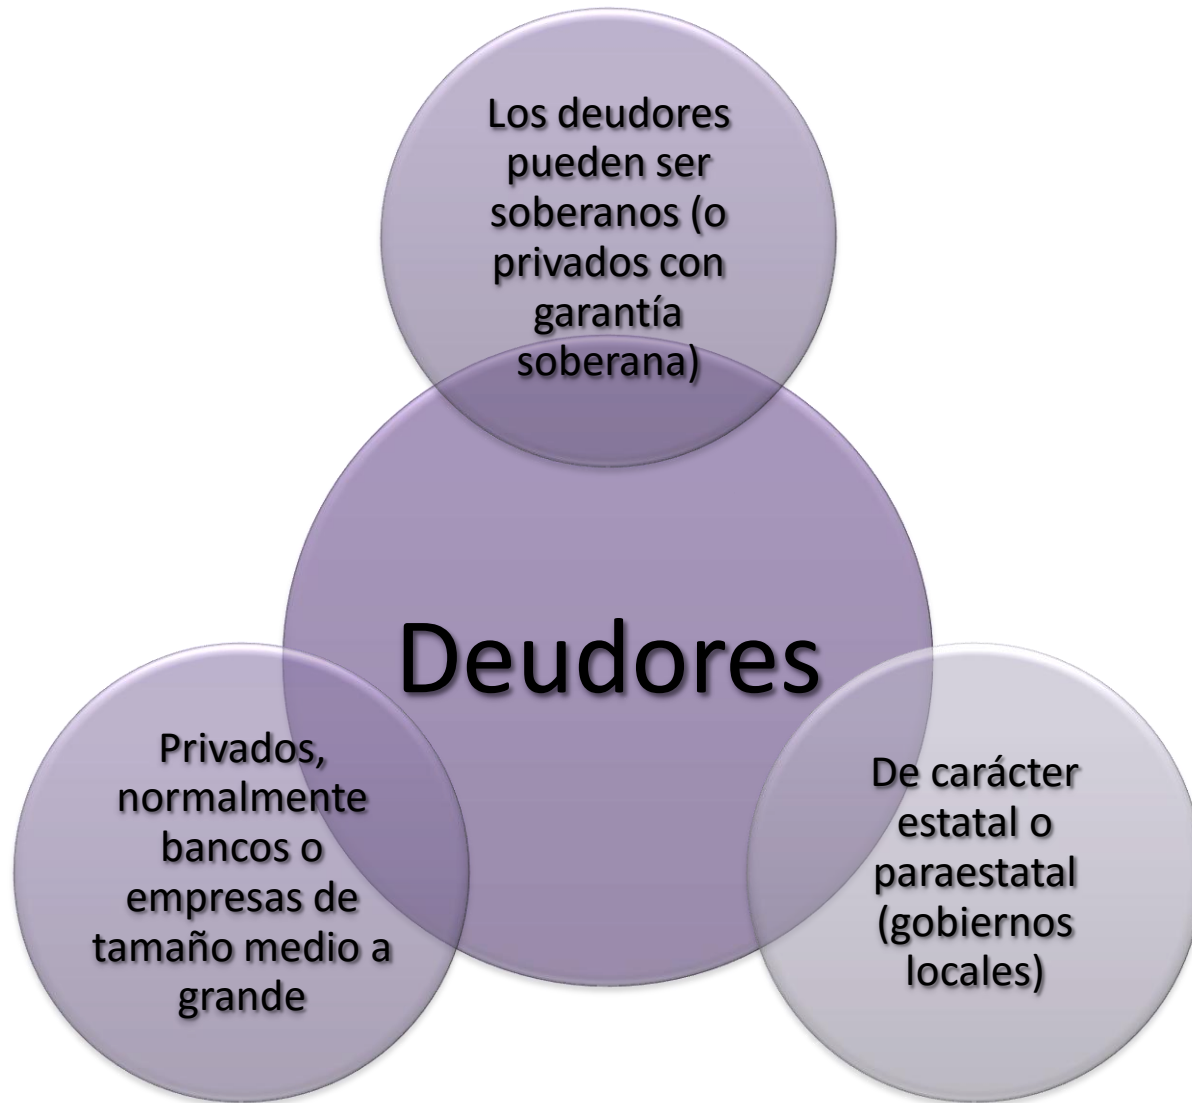 Los deudores
pueden ser
soberanos (o
privados con
garantía
soberana)
Deudores
Privados,
normalmente
bancos o
empresas de
tamaño medio a
grande
De carácter
estatal o
paraestatal
(gobiernos
locales)